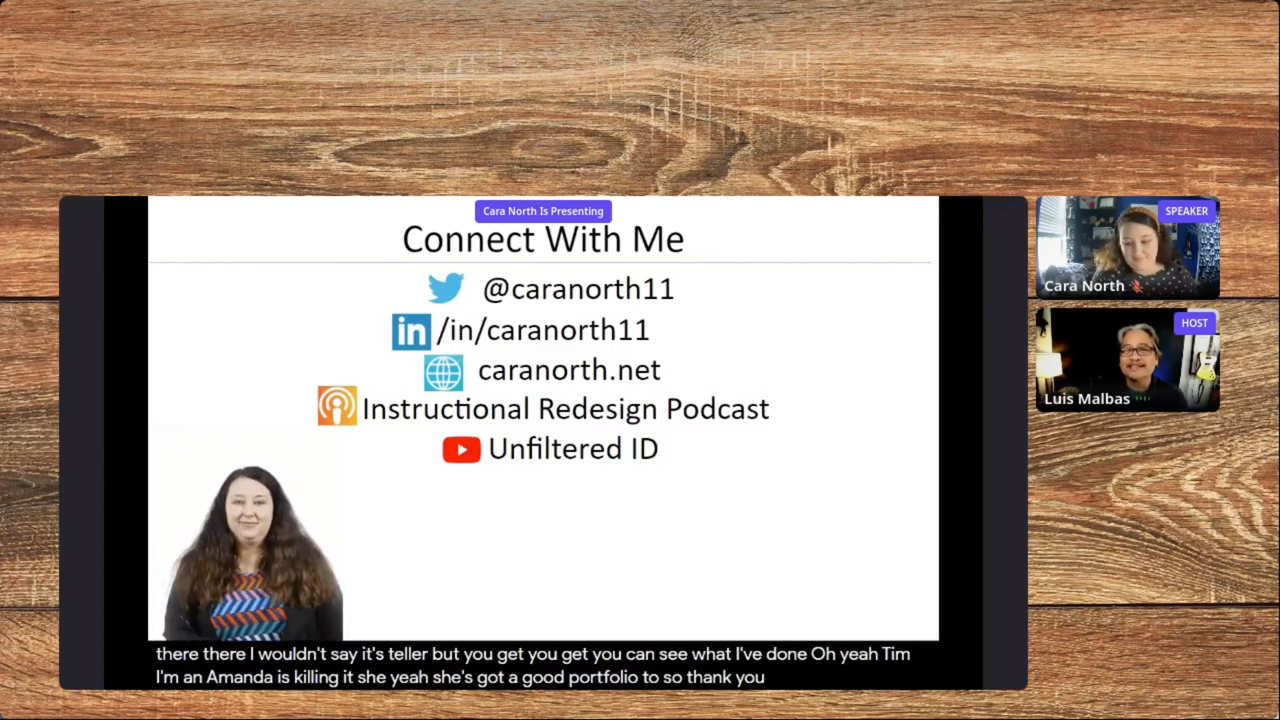 Cara North Is Presenting
Connect With Me
@caranorth11
in /in/caranorth11
caranorth.net
Instructional Redesign Podcast
Unfiltered ID
there there I wouldn't say it's teller but you get you get you can see what I've done Oh yeah Tim
I'm an Amanda is killing it she yeah she's got a good portfolio to so thank you
SPEAKER
Cara North
HOST
Luis Malbas